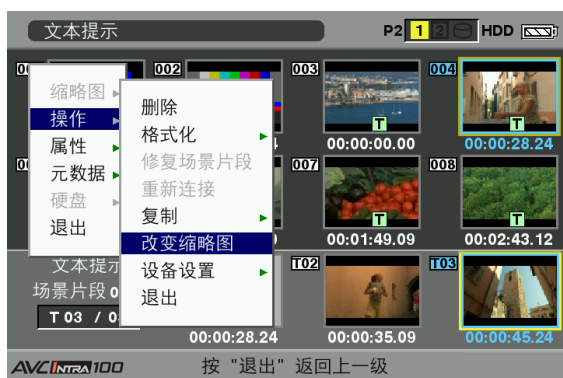 文本提示
P2 1 2 HDD
002
003
004
缩略图
操作
属性
元数据
硬盘
退出
删除
格式化
修复场景片段
重新连接
复制
改变缩略图
设备设置
退出
T
00:00:00.00
T
00:00:28.24
007
008
T
00:01:49.09
T
00:02:43.12
文本提示
场景片段
T 03 /
T02
T03
00:00:28.24
00:00:35.09
00:00:45.24
AVC INTRA 100
按 "退出" 返回上一级